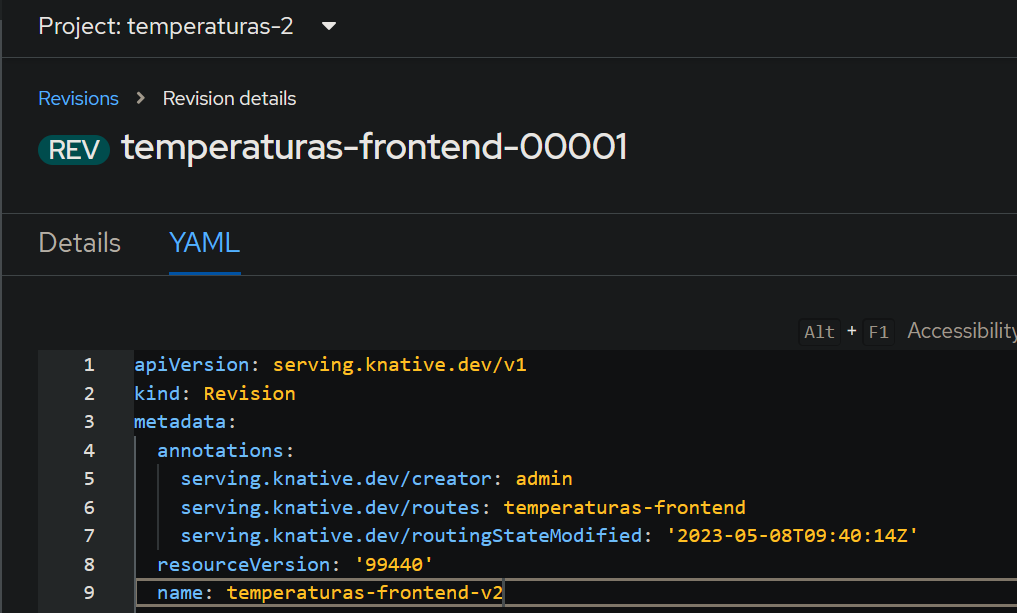 Project: temperaturas-2
Revisions > Revision details
REV temperaturas-frontend-00001
Details YAML
Alt + F1 Accessibility
1 apiVersion: serving.knative.dev/v1
2 kind: Revision
3 metadata:
4 annotations:
5 serving.knative.dev/creator: admin
6 serving.knative.dev/routes: temperaturas-frontend
7 serving.knative.dev/routingStateModified: '2023-05-08T09:40:14Z'
8 resourceVersion: '99440'
9 name: temperaturas-frontend-v2